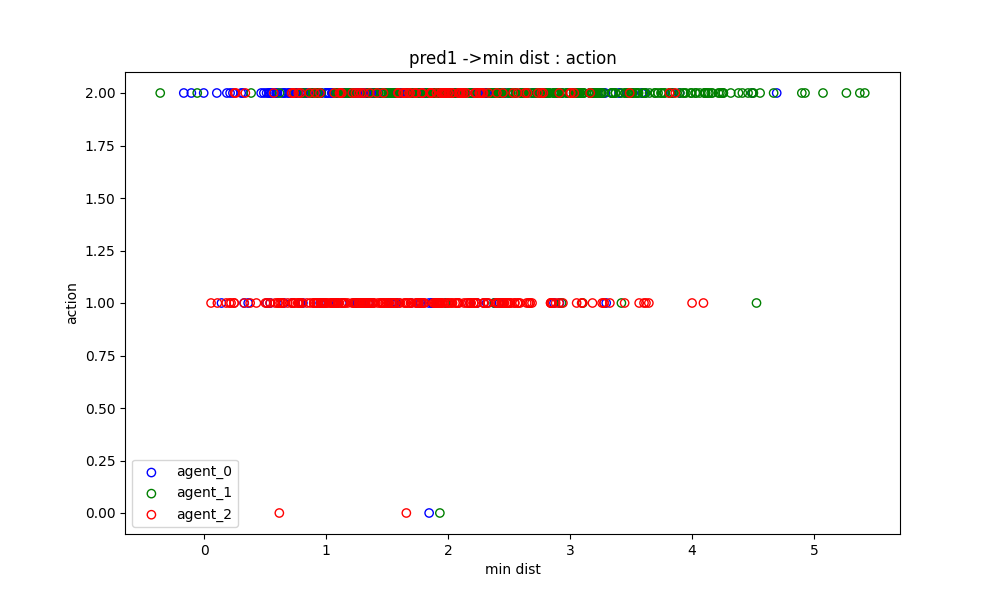 pred1 ->min dist : action
action
2.00
1.75
1.50
1.25
1.00
0.75
0.50
0.25
0.00
agent_0
agent_1
agent_2
0 1 2 3 4 5
min dist